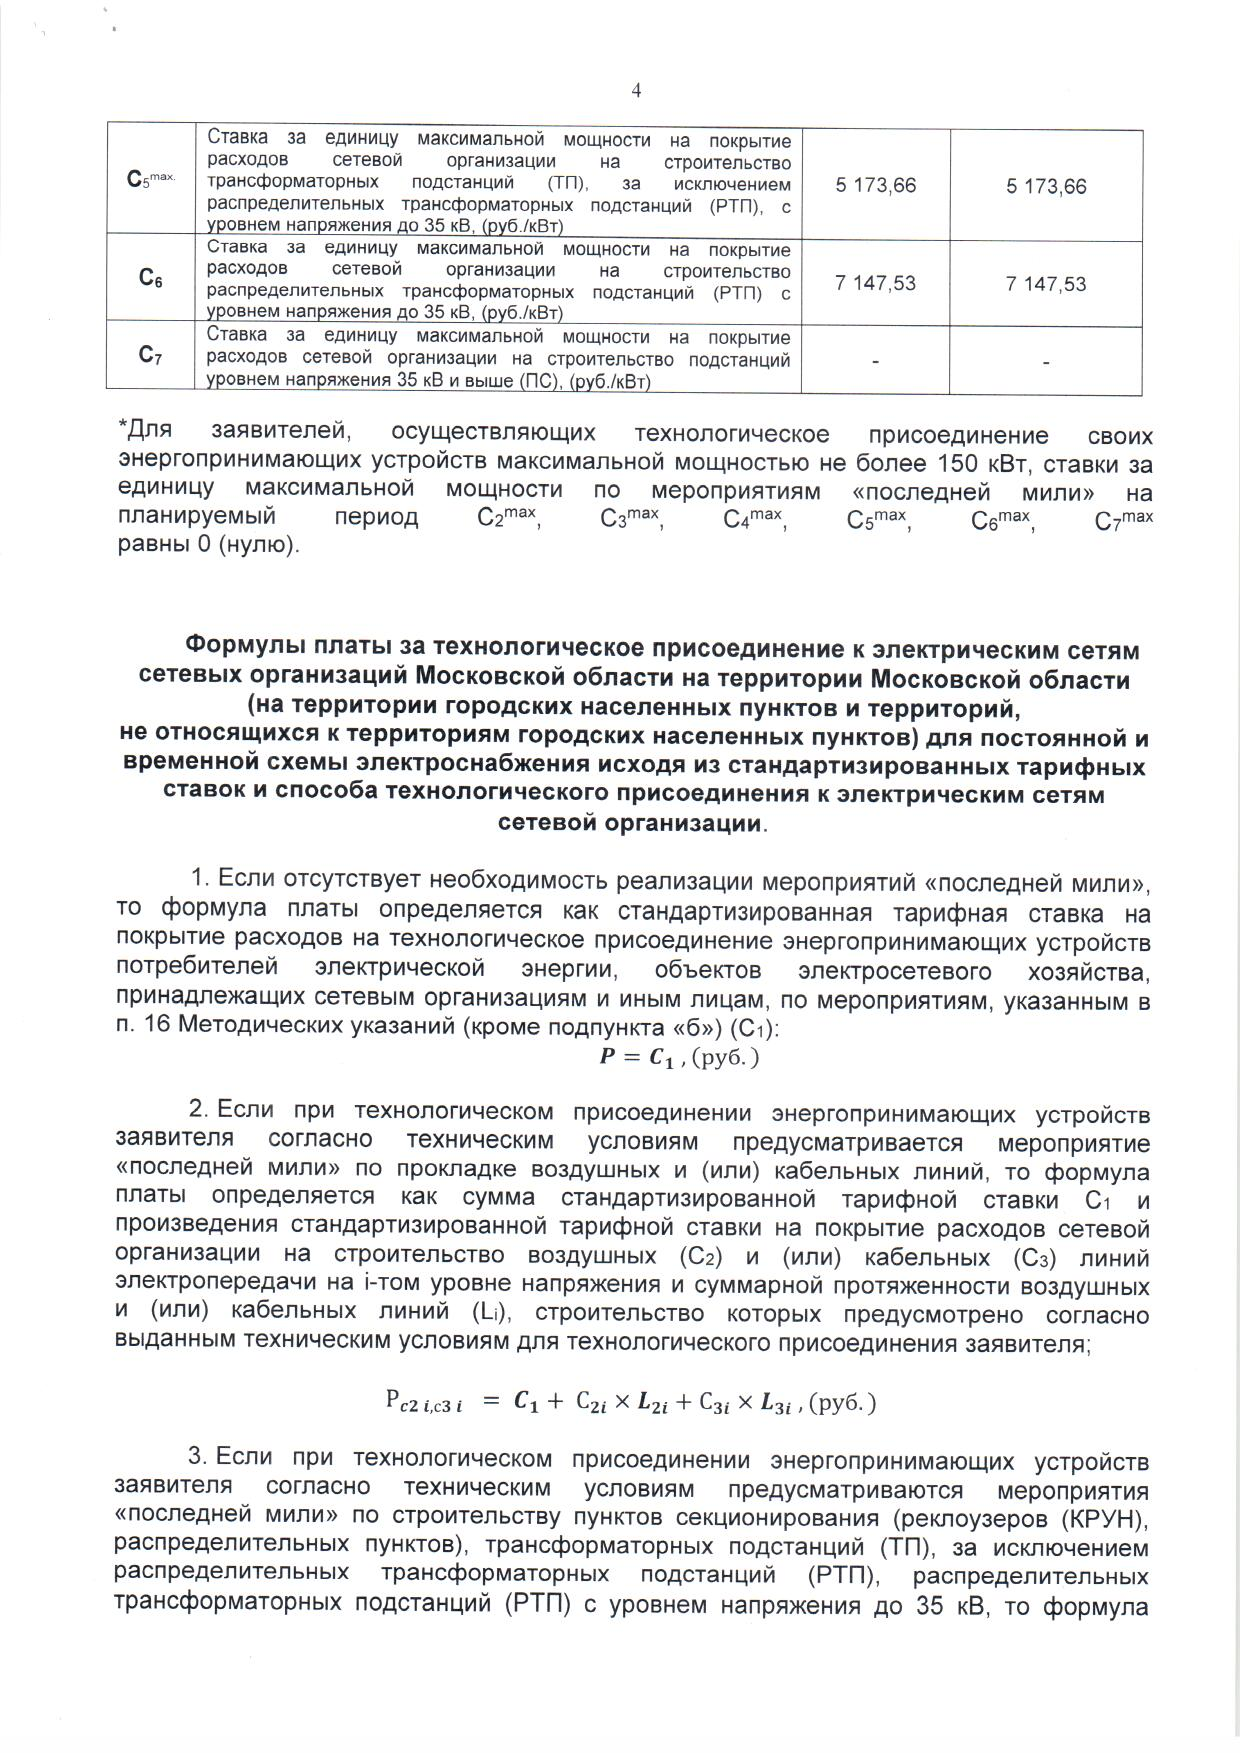 4
С5max.
Ставка за единицу максимальной мощности на покрытие
расходов сетевой организации на строительство
трансформаторных подстанций (ТП), за исключением
распределительных трансформаторных подстанций (РТП), с
уровнем напряжения до 35 кВ, (руб./кВт)
5 173,66
5 173,66
С6
Ставка за единицу максимальной мощности на покрытие
расходов сетевой организации на строительство
распределительных трансформаторных подстанций (РТП) с
уровнем напряжения до 35 кВ, (руб./кВт)
7 147,53
7 147,53
С7
Ставка за единицу максимальной мощности на покрытие
расходов сетевой организации на строительство подстанций
уровнем напряжения 35 кВ и выше (ПС), (руб./кВт)
-
-
*Для заявителей, осуществляющих технологическое присоединение своих
энергопринимающих устройств максимальной мощностью не более 150 кВт, ставки за
единицу максимальной мощности по мероприятиям «последней мили» на
планируемый период С2max, С3max, С4max, С5max, С6max, С7max
равны 0 (нулю).
Формулы платы за технологическое присоединение к электрическим сетям
сетевых организаций Московской области на территории Московской области
(на территории городских населенных пунктов и территорий,
не относящихся к территориям городских населенных пунктов) для постоянной и
временной схемы электроснабжения исходя из стандартизированных тарифных
ставок и способа технологического присоединения к электрическим сетям
сетевой организации.
1. Если отсутствует необходимость реализации мероприятий «последней мили»,
то формула платы определяется как стандартизированная тарифная ставка на
покрытие расходов на технологическое присоединение энергопринимающих устройств
потребителей электрической энергии, объектов электросетевого хозяйства,
принадлежащих сетевым организациям и иным лицам, по мероприятиям, указанным в
п. 16 Методических указаний (кроме подпункта «б») (С1):
P = C1 , (руб.)
2. Если при технологическом присоединении энергопринимающих устройств
заявителя согласно техническим условиям предусматривается мероприятие
«последней мили» по прокладке воздушных и (или) кабельных линий, то формула
платы определяется как сумма стандартизированной тарифной ставки С1 и
произведения стандартизированной тарифной ставки на покрытие расходов сетевой
организации на строительство воздушных (С2) и (или) кабельных (С3) линий
электропередачи на i-том уровне напряжения и суммарной протяженности воздушных
и (или) кабельных линий (Li), строительство которых предусмотрено согласно
выданным техническим условиям для технологического присоединения заявителя;
Pc2 i,c3 i = C1 + C2i × L2i + C3i × L3i , (руб.)
3. Если при технологическом присоединении энергопринимающих устройств
заявителя согласно техническим условиям предусматриваются мероприятия
«последней мили» по строительству пунктов секционирования (реклоузеров (КРУН),
распределительных пунктов), трансформаторных подстанций (ТП), за исключением
распределительных трансформаторных подстанций (РТП), распределительных
трансформаторных подстанций (РТП) с уровнем напряжения до 35 кВ, то формула